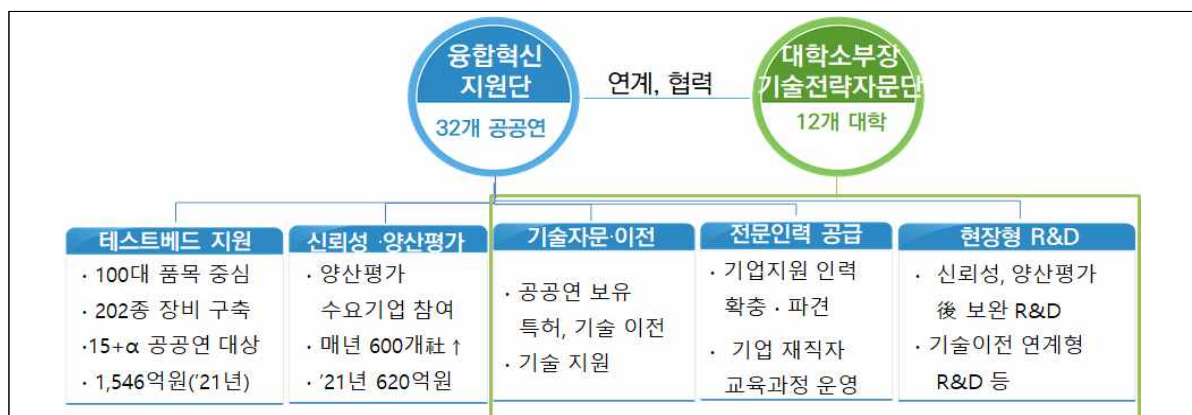 융합혁신
지원단
32개 공공연
연계, 협력
대학소부장
기술전략자문단
12개 대학
테스트베드 지원
· 100대 품목 중심
· 202종 장비 구축
·15+α 공공연 대상
· 1,546억원('21년)
신뢰성 ·양산평가
· 양산평가
수요기업 참여
· 매년 600개社 ↑
· '21년 620억원
기술자문·이전
· 공공연 보유
특허, 기술 이전
· 기술 지원
전문인력 공급
· 기업지원 인력
확충 · 파견
· 기업 재직자
교육과정 운영
현장형 R&D
· 신뢰성, 양산평가
後 보완 R&D
· 기술이전 연계형
R&D 등